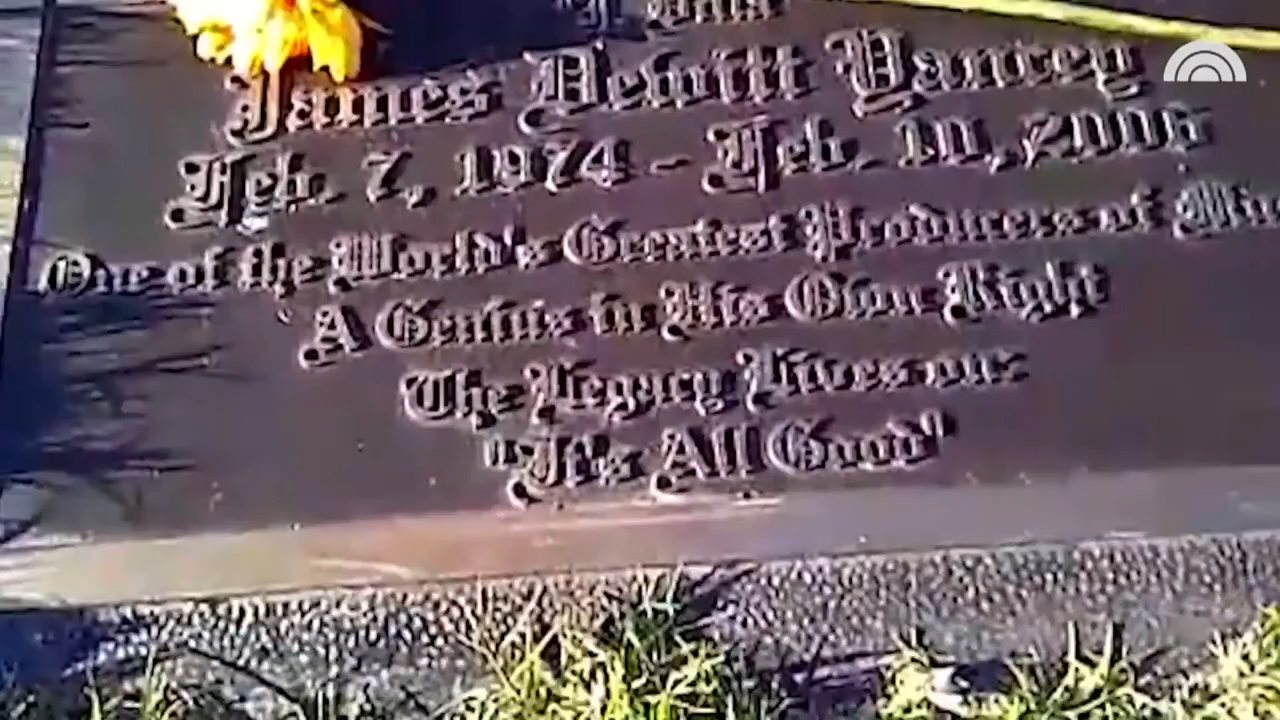 "J Dilla"
James Dewitt Yancey
Feb. 7, 1974 - Feb. 10, 2006
One of the World's Greatest Producers of
A Genius in His Own Right
The Legacy Lives on:
"It's All Good"